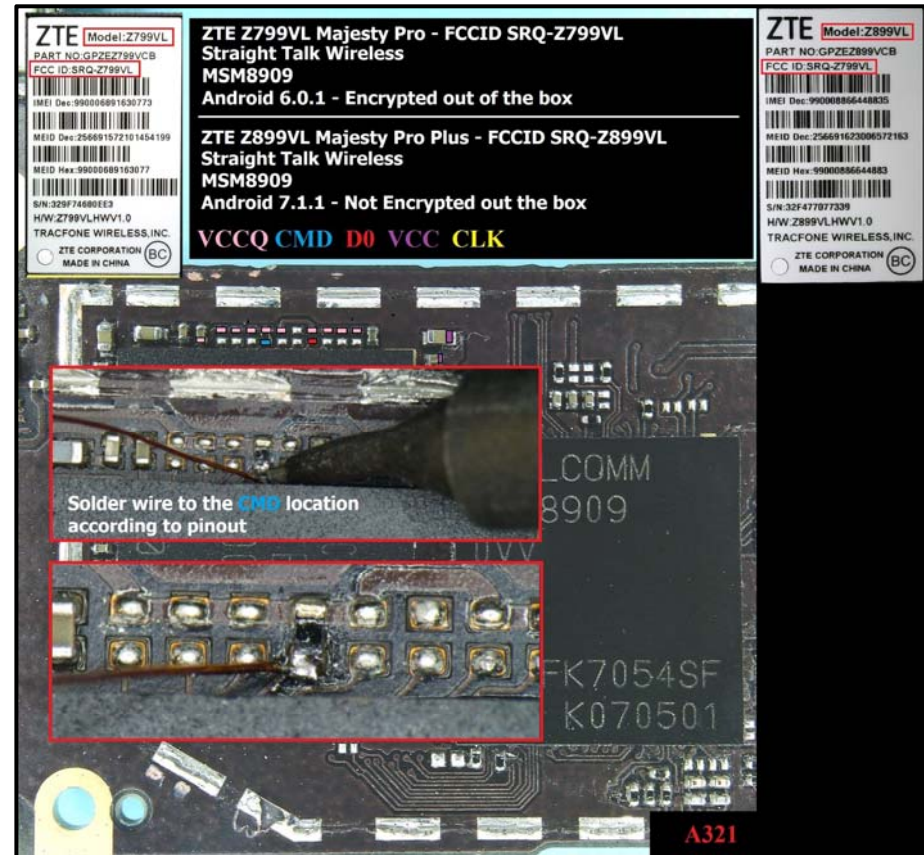 ZTE Model:Z799VL
PART NO:GPZEZ799VCB
FCC ID:SRQ-Z799VL
IMEI Dec:990006891630773
MEID Dec:256691572101454199
MEID Hex:99000689163077
S/N:329F74680EE3
H/W:Z799VLHWV1.0
TRACFONE WIRELESS,INC.
ZTE CORPORATION
MADE IN CHINA
BC
ZTE Z799VL Majesty Pro - FCCID SRQ-Z799VL
Straight Talk Wireless
MSM8909
Android 6.0.1 - Encrypted out of the box
ZTE Z899VL Majesty Pro Plus - FCCID SRQ-Z899VL
Straight Talk Wireless
MSM8909
Android 7.1.1 - Not Encrypted out the box
VCCQ CMD D0 VCC CLK
ZTE Model:Z899VL
PART NO:GPZEZ899VCB
FCC ID:SRQ-Z799VL
IMEI Dec:990008866448835
MEID Dec:256691623006572163
MEID Hex:99000886644883
S/N:32F477077339
H/W:Z899VLHWV1.0
TRACFONE WIRELESS,INC.
ZTE CORPORATION
MADE IN CHINA
BC
Solder wire to the CMD location
according to pinout
LCOMM
8909
FK7054SF
K070501
A321